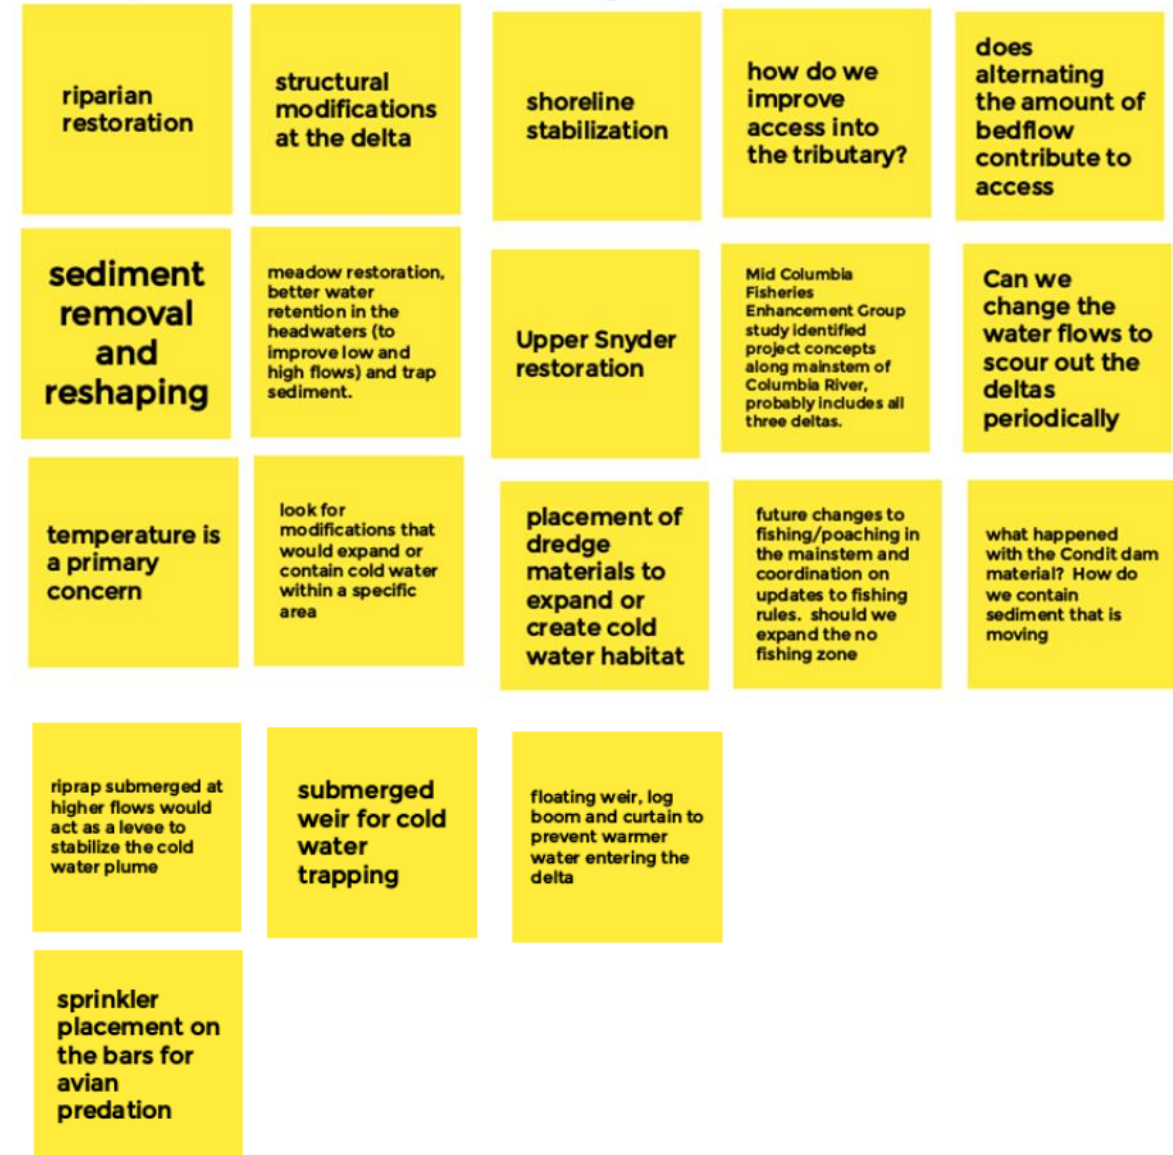 riparian
restoration
structural
modifications
at the delta
shoreline
stabilization
how do we
improve
access into
the tributary?
does
alternating
the amount of
bedflow
contribute to
access
sediment
removal
and
reshaping
meadow restoration,
better water
retention in the
headwaters (to
improve low and
high flows) and trap
sediment.
Upper Snyder
restoration
Mid Columbia
Fisheries
Enhancement Group
study identified
project concepts
along mainstem of
Columbia River,
probably includes all
three deltas.
Can we
change the
water flows to
scour out the
deltas
periodically
temperature is
a primary
concern
look for
modifications that
would expand or
contain cold water
within a specific
area
placement of
dredge
materials to
expand or
create cold
water habitat
future changes to
fishing/poaching in
the mainstem and
coordination on
updates to fishing
rules. should we
expand the no
fishing zone
what happened
with the Condit dam
material? How do
we contain
sediment that is
moving
riprap submerged at
higher flows would
act as a levee to
stabilize the cold
water plume
submerged
weir for cold
water
trapping
floating weir, log
boom and curtain to
prevent warmer
water entering the
delta
sprinkler
placement on
the bars for
avian
predation